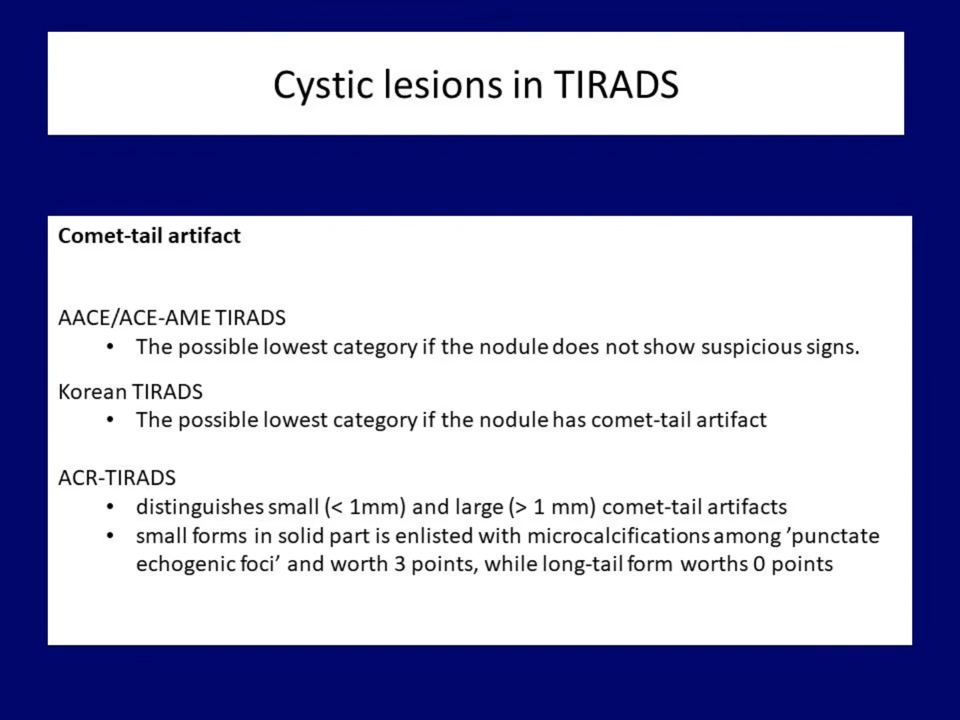 Cystic lesions in TIRADS
Comet-tail artifact
AACE/ACE-AME TIRADS
• The possible lowest category if the nodule does not show suspicious signs.
Korean TIRADS
• The possible lowest category if the nodule has comet-tail artifact
ACR-TIRADS
• distinguishes small (< 1mm) and large (> 1 mm) comet-tail artifacts
• small forms in solid part is enlisted with microcalcifications among ’punctate
echogenic foci’ and worth 3 points, while long-tail form worths 0 points